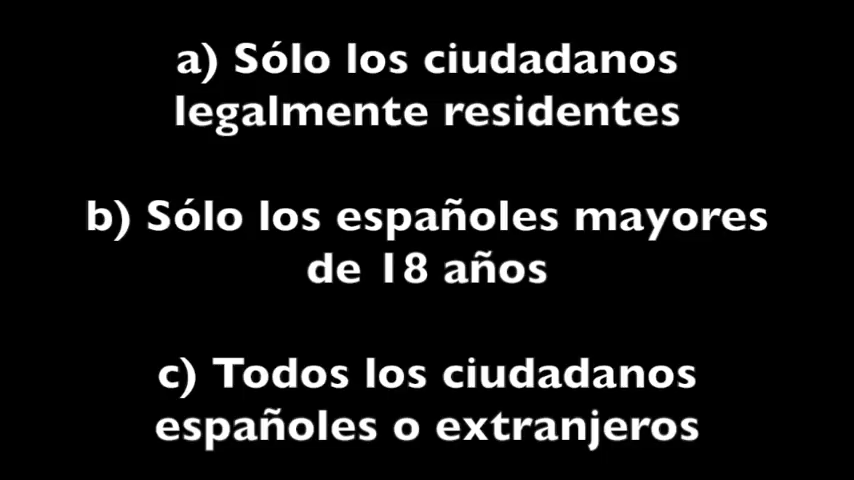 a) Sólo los ciudadanos
legalmente residentes
b) Sólo los españoles mayores
de 18 años
c) Todos los ciudadanos
españoles o extranjeros